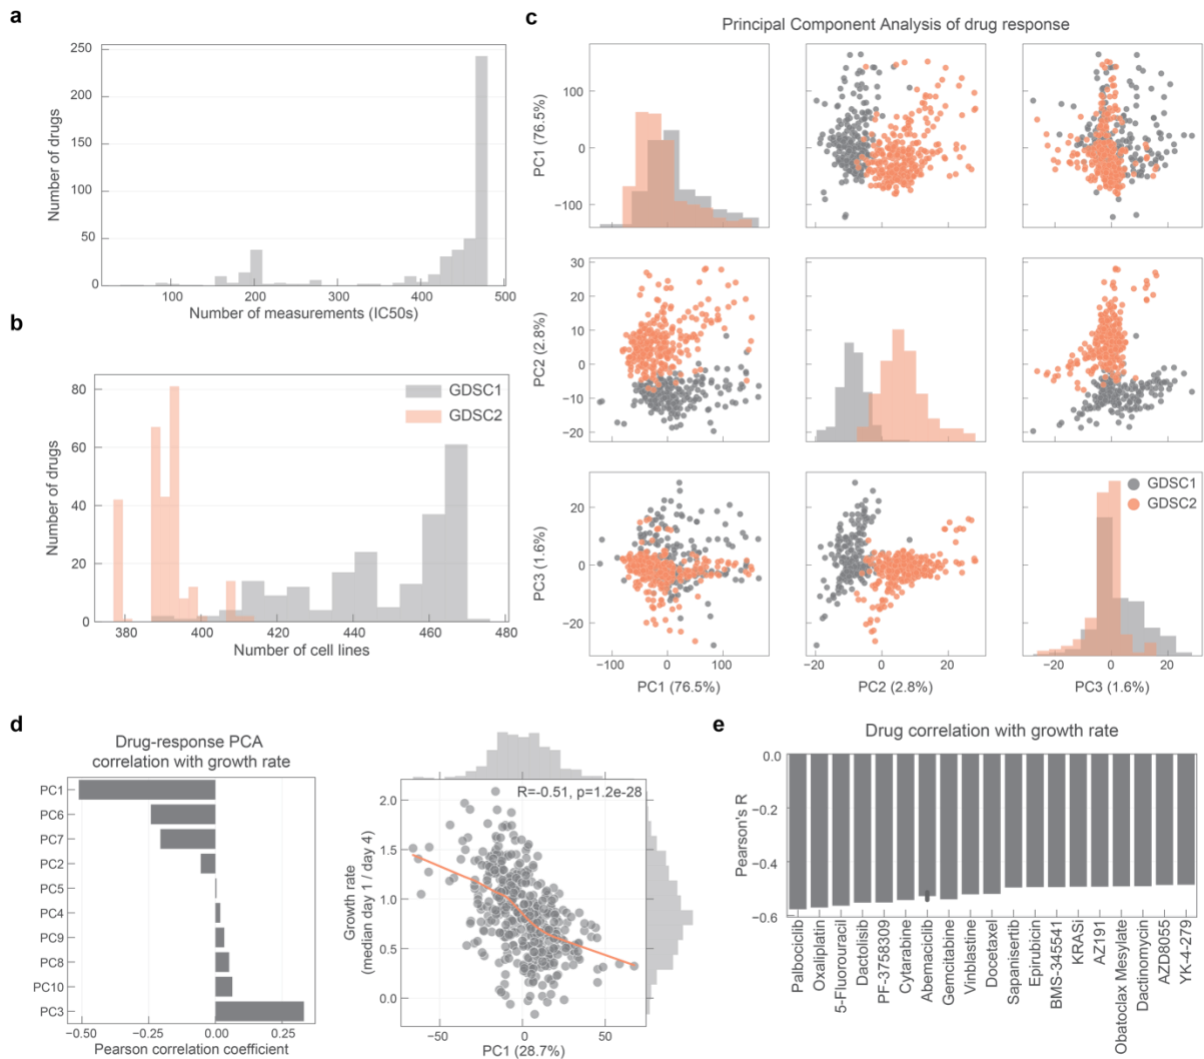 a
250
200
150
100
50
0
Number of drugs
100
200
300
400
500
Number of measurements (IC50s)
b
80
60
40
20
0
Number of drugs
GDSC1
GDSC2
380
400
420
440
460
480
Number of cell lines
c
Principal Component Analysis of drug response
100
0
−100
PC1 (76.5%)
30
20
10
0
−10
−20
PC2 (2.8%)
20
0
−20
PC3 (1.6%)
GDSC1
GDSC2
−100
0
100
PC1 (76.5%)
−20
0
20
PC2 (2.8%)
−20
0
20
PC3 (1.6%)
d
Drug-response PCA
correlation with growth rate
PC1
PC6
PC7
PC2
PC5
PC4
PC9
PC8
PC10
PC3
−0.50
−0.25
0.00
0.25
Pearson correlation coefficient
R=-0.51, p=1.2e-28
2.0
1.5
1.0
0.5
0.0
Growth rate
(median day 1 / day 4)
−50
0
50
PC1 (28.7%)
e
Drug correlation with growth rate
0.0
−0.2
−0.4
−0.6
Pearson's R
Palbociclib
Oxaliplatin
5-Fluorouracil
Dactolisib
PF-3758309
Cytarabine
Abemaciclib
Gemcitabine
Vinblastine
Docetaxel
Sapanisertib
Epirubicin
BMS-345541
KRASi
AZ191
Obatoclax Mesylate
Dactinomycin
AZD8055
YK-4-279